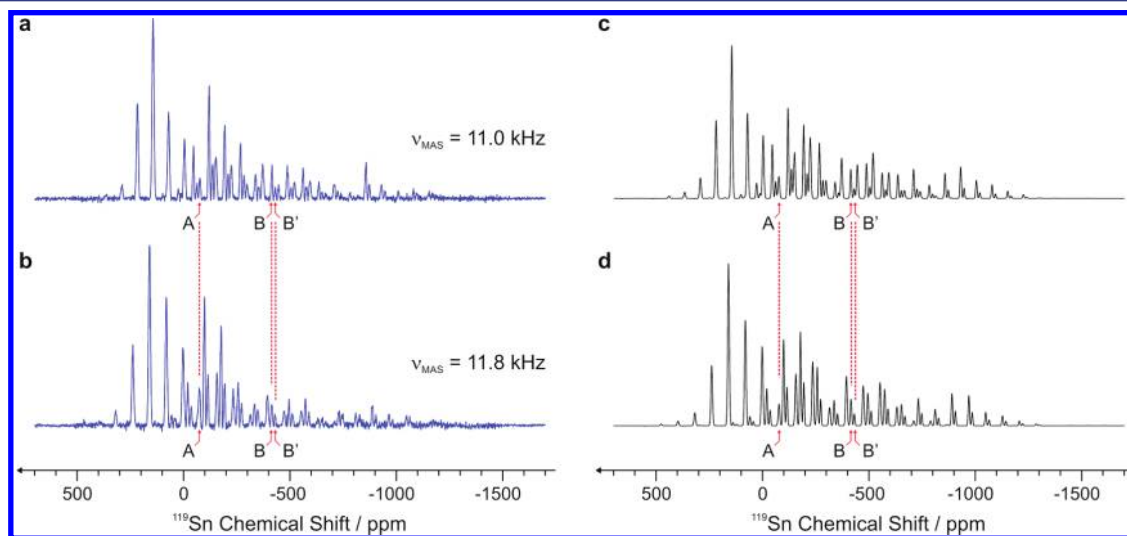 a
c
ν_MAS = 11.0 kHz
A B B'
A B B'
b
d
ν_MAS = 11.8 kHz
A B B'
A B B'
500 0 -500 -1000 -1500
500 0 -500 -1000 -1500
¹¹⁹Sn Chemical Shift / ppm
¹¹⁹Sn Chemical Shift / ppm